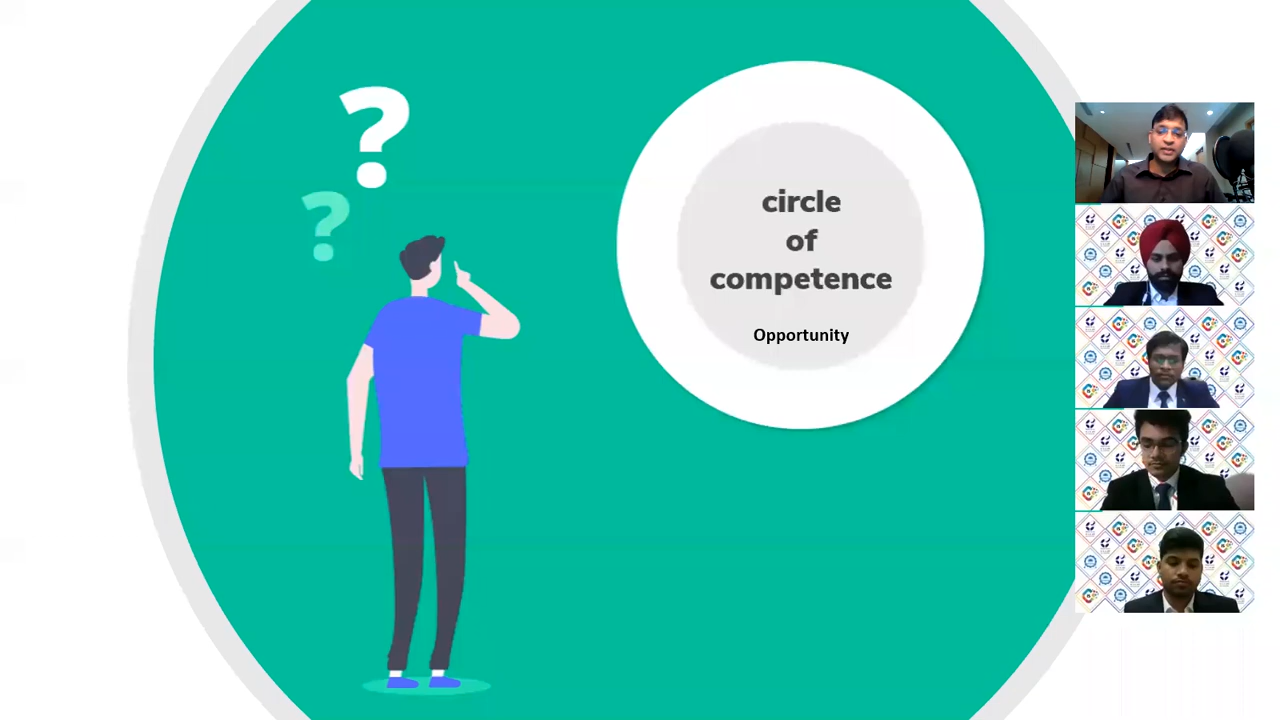 ?
?
circle
of
competence
Opportunity